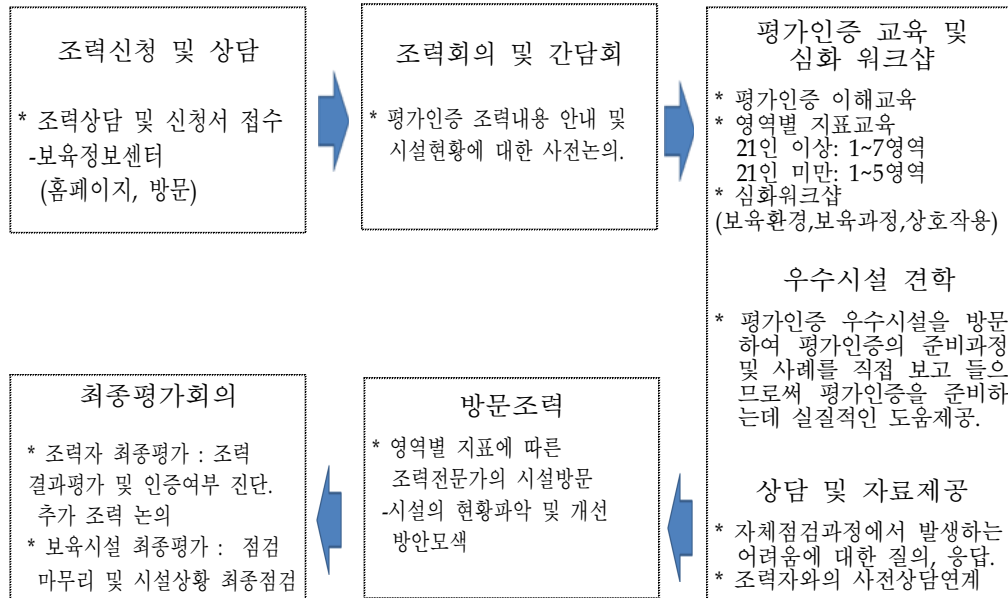 조력신청 및 상담
* 조력상담 및 신청서 접수
-보육정보센터
(홈페이지, 방문)
조력회의 및 간담회
* 평가인증 조력내용 안내 및
시설현황에 대한 사전논의.
평가인증 교육 및
심화 워크샵
* 평가인증 이해교육
* 영역별 지표교육
21인 이상: 1~7영역
21인 미만: 1~5영역
* 심화워크샵
(보육환경,보육과정,상호작용)
우수시설 견학
* 평가인증 우수시설을 방문
하여 평가인증의 준비과정
및 사례를 직접 보고 들으
므로써 평가인증을 준비하
는데 실질적인 도움제공.
상담 및 자료제공
* 자체점검과정에서 발생하는
어려움에 대한 질의, 응답.
* 조력자와의 사전상담연계
방문조력
* 영역별 지표에 따른
조력전문가의 시설방문
-시설의 현황파악 및 개선
방안모색
최종평가회의
* 조력자 최종평가 : 조력
결과평가 및 인증여부 진단.
추가 조력 논의
* 보육시설 최종평가 : 점검
마무리 및 시설상황 최종점검